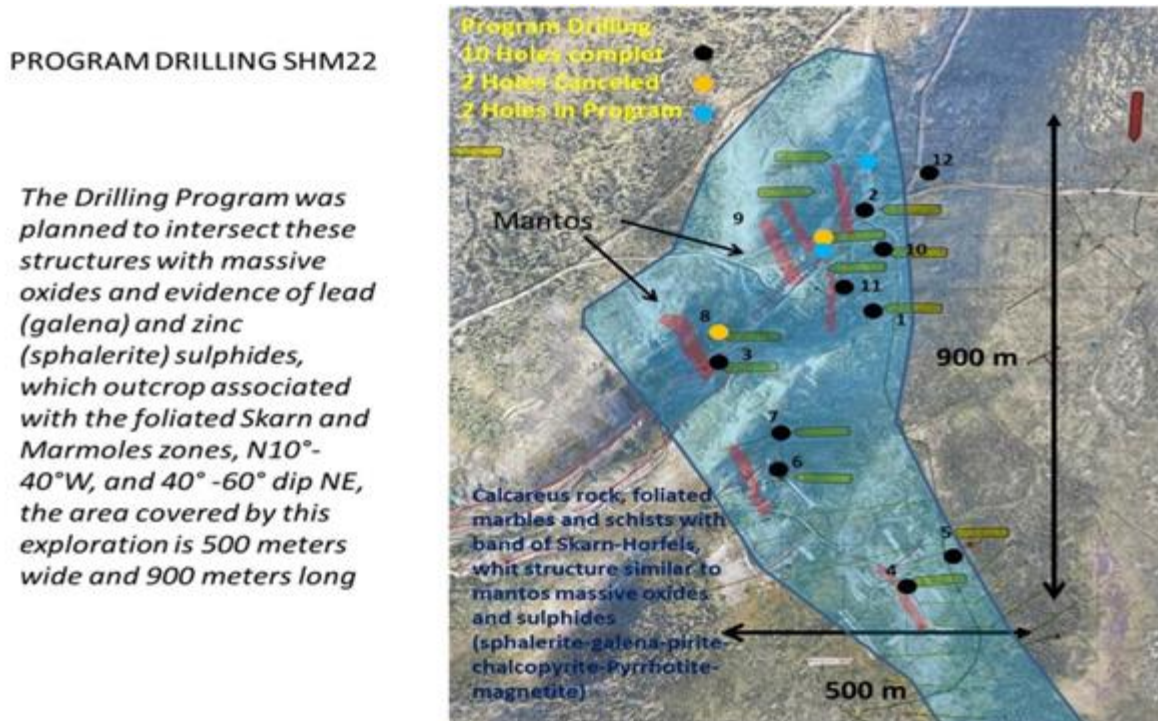 PROGRAM DRILLING SHM22
The Drilling Program was
planned to intersect these
structures with massive
oxides and evidence of lead
(galena) and zinc
(sphalerite) sulphides,
which outcrop associated
with the foliated Skarn and
Marmoles zones, N10°-
40°W, and 40° -60° dip NE,
the area covered by this
exploration is 500 meters
wide and 900 meters long
Program Drilling
10 Holes complet
2 Holes Canceled
2 Holes in Program
12
2
9
Mantos
10
11
1
8
3
900 m
7
6
Calcareus rock, foliated
marbles and schists with
band of Skarn-Horfels,
whit structure similar to
mantos massive oxides
and sulphides
(sphalerite-galena-pirite-
chalcopyrite-Pyrrhotite-
magnetite)
5
4
500 m